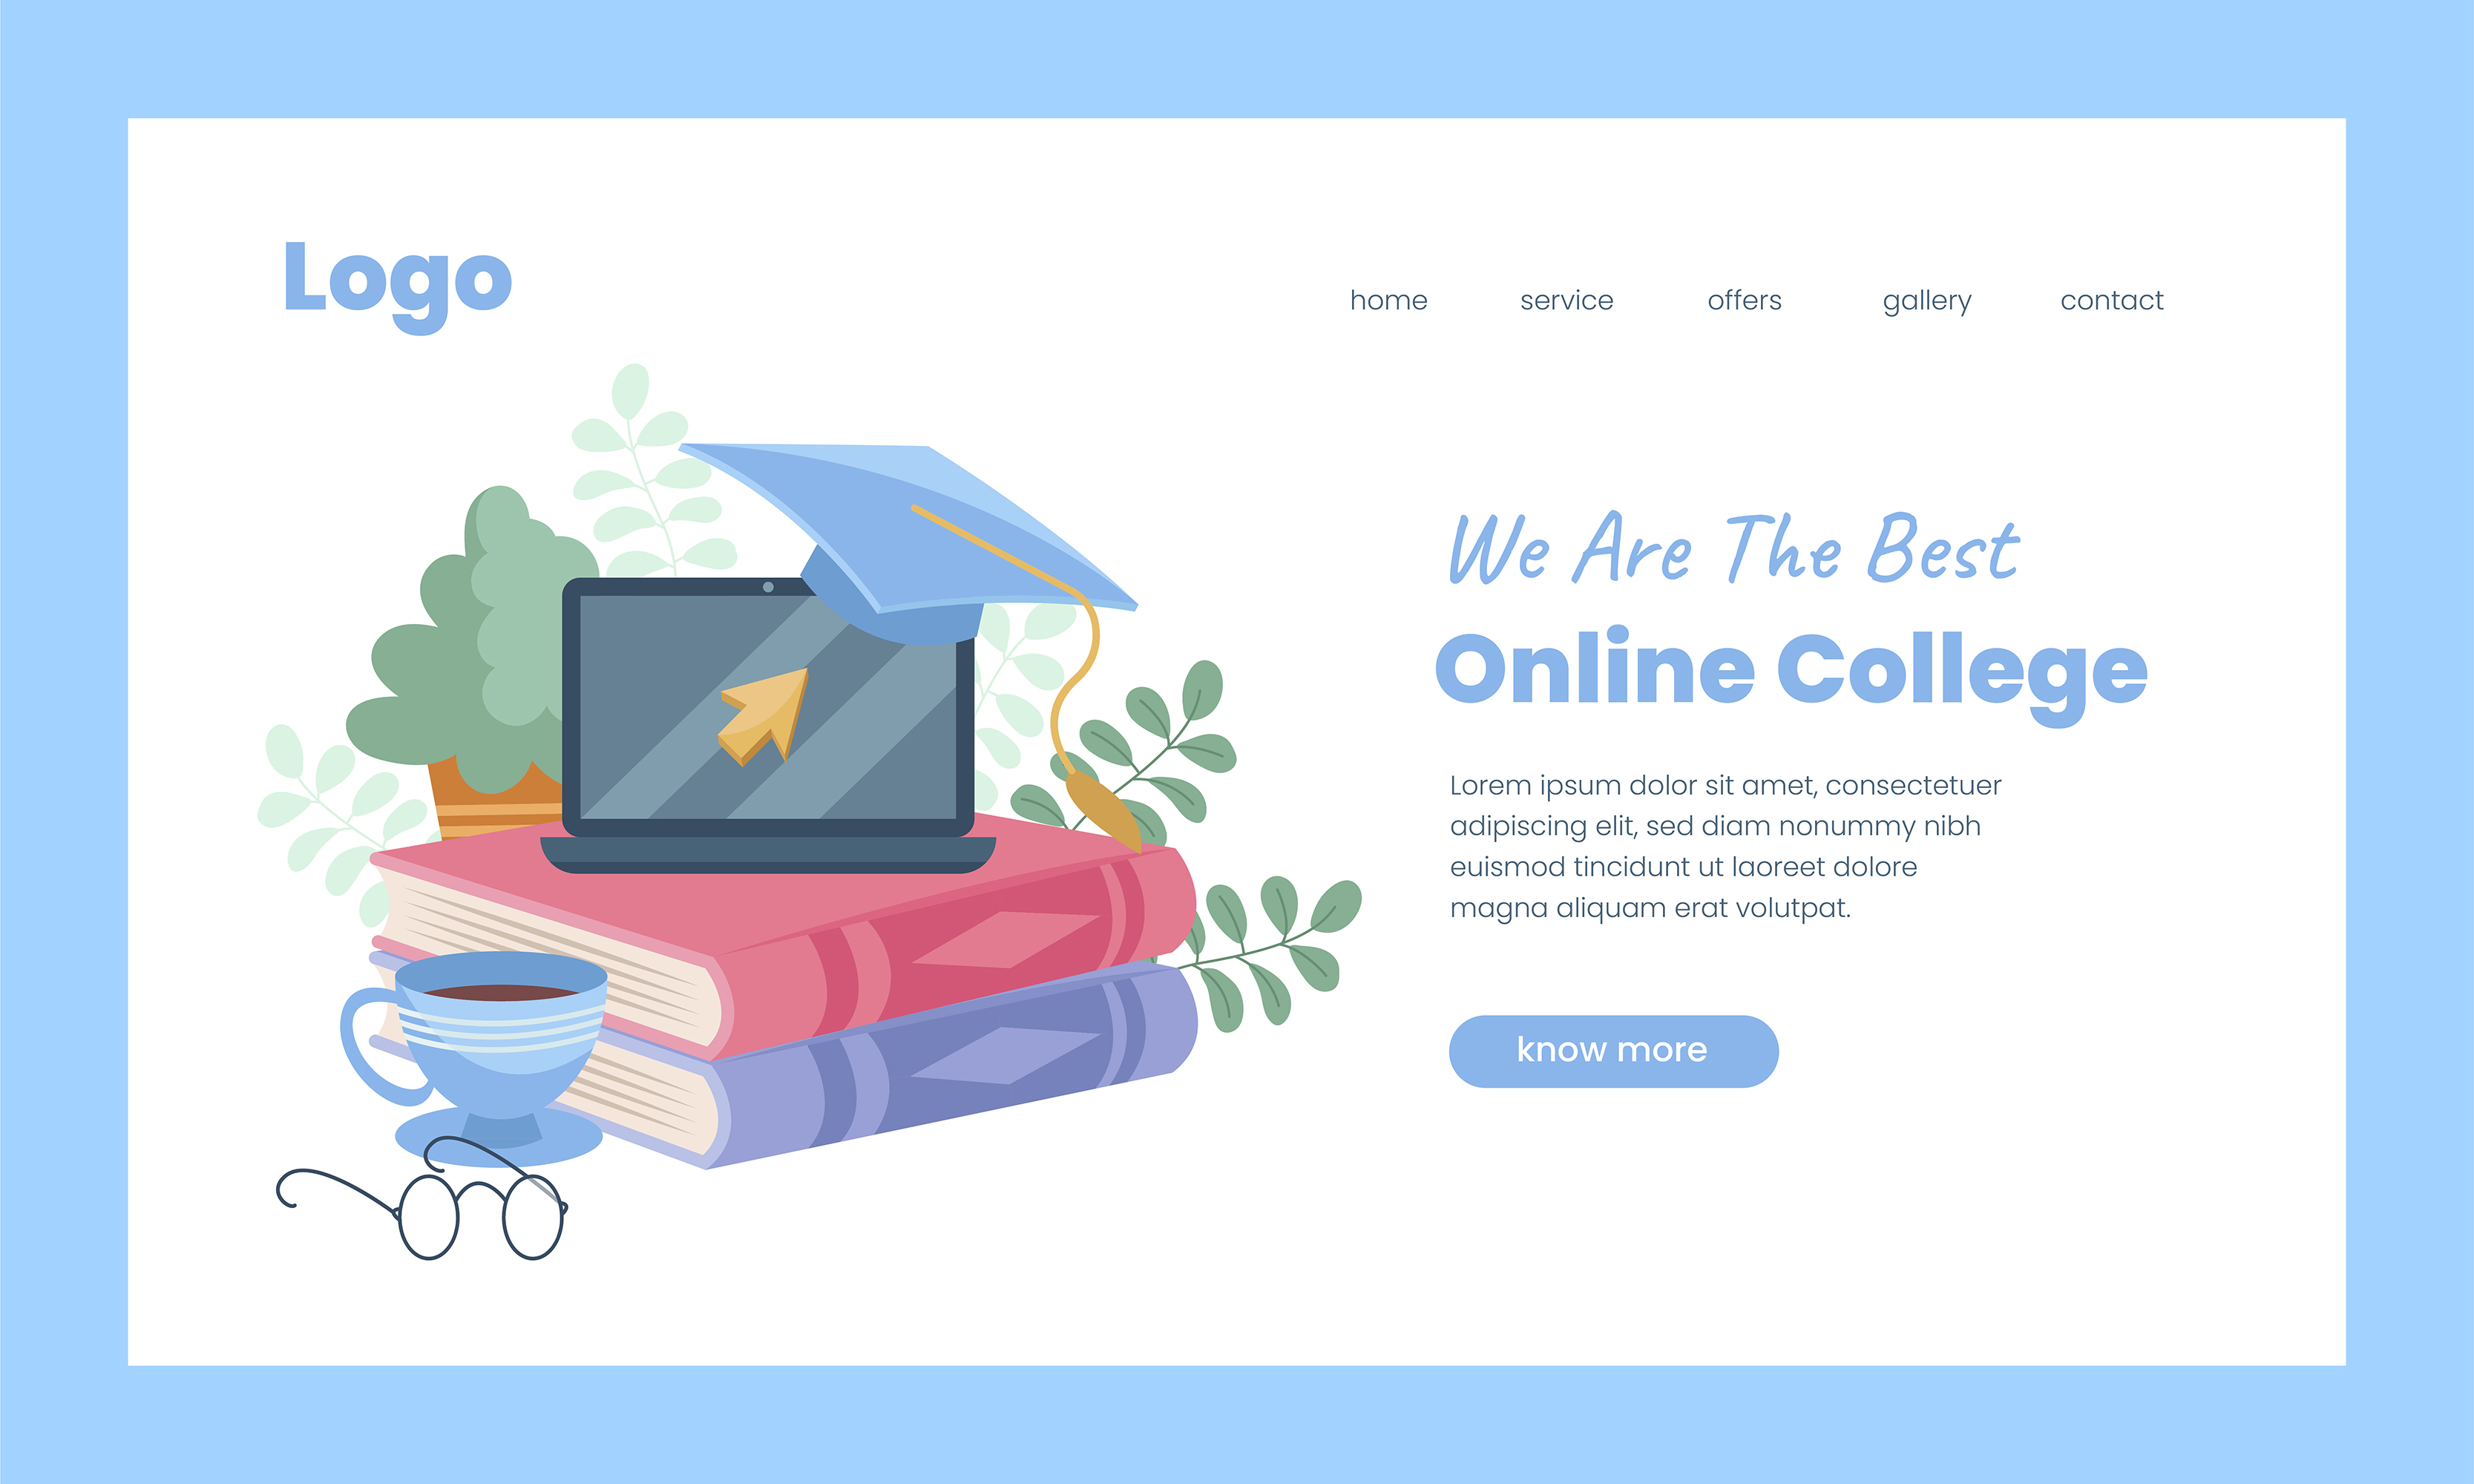 Logo
home service offers gallery contact
We Are The Best
Online College
Lorem ipsum dolor sit amet, consectetuer
adipiscing elit, sed diam nonummy nibh
euismod tincidunt ut laoreet dolore
magna aliquam erat volutpat.
know more